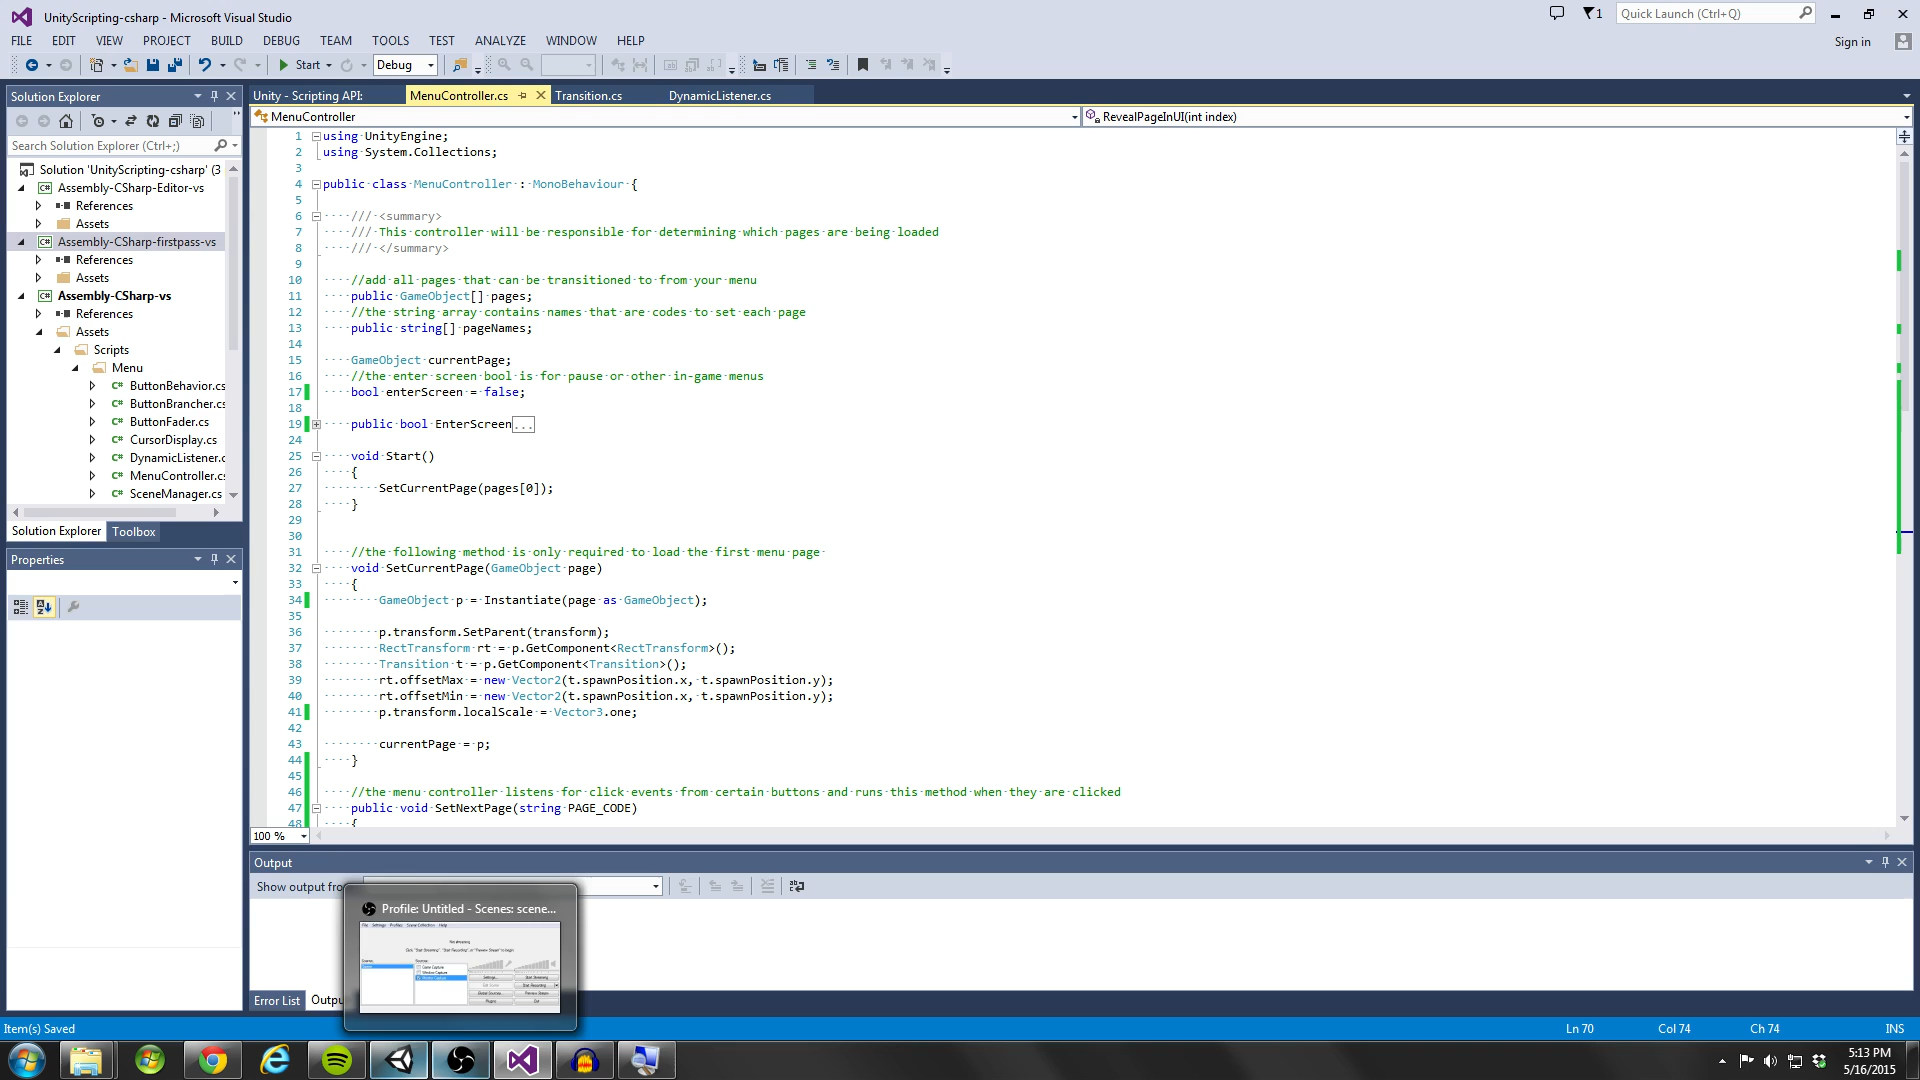 UnityScripting-csharp - Microsoft Visual Studio
1
Quick Launch (Ctrl+Q)
FILE EDIT VIEW PROJECT BUILD DEBUG TEAM TOOLS TEST ANALYZE WINDOW HELP
Sign in
Start
Debug
Solution Explorer
Search Solution Explorer (Ctrl+;)
Solution 'UnityScripting-csharp' (3
Assembly-CSharp-Editor-vs
References
Assets
Assembly-CSharp-firstpass-vs
References
Assets
Assembly-CSharp-vs
References
Assets
Scripts
Menu
C# ButtonBehavior.cs
C# ButtonBrancher.cs
C# ButtonFader.cs
C# CursorDisplay.cs
C# DynamicListener.c
C# MenuController.cs
C# SceneManager.cs
Solution Explorer
Toolbox
Properties
Unity - Scripting API:
MenuController.cs
Transition.cs
DynamicListener.cs
MenuController
RevealPageInUI(int index)
1 using UnityEngine;
2 using System.Collections;
3
4 public class MenuController : MonoBehaviour {
5
6 /// <summary>
7 /// This controller will be responsible for determining which pages are being loaded
8 /// </summary>
9
10 //add all pages that can be transitioned to from your menu
11 public GameObject[] pages;
12 //the string array contains names that are codes to set each page
13 public string[] pageNames;
14
15 GameObject currentPage;
16 //the enter screen bool is for pause or other in-game menus
17 bool enterScreen = false;
18
19 public bool EnterScreen...
24
25 void Start()
26 {
27 SetCurrentPage(pages[0]);
28 }
29
30
31 //the following method is only required to load the first menu page
32 void SetCurrentPage(GameObject page)
33 {
34 GameObject p = Instantiate(page as GameObject);
35
36 p.transform.SetParent(transform);
37 RectTransform rt = p.GetComponent<RectTransform>();
38 Transition t = p.GetComponent<Transition>();
39 rt.offsetMax = new Vector2(t.spawnPosition.x, t.spawnPosition.y);
40 rt.offsetMin = new Vector2(t.spawnPosition.x, t.spawnPosition.y);
41 p.transform.localScale = Vector3.one;
42
43 currentPage = p;
44 }
45
46 //the menu controller listens for click events from certain buttons and runs this method when they are clicked
47 public void SetNextPage(string PAGE_CODE)
48 {
100 %
Output
Show output fro
Profile: Untitled - Scenes: scene...
Error List
Outpu
Item(s) Saved
Ln 70
Col 74
Ch 74
INS
5:13 PM
5/16/2015